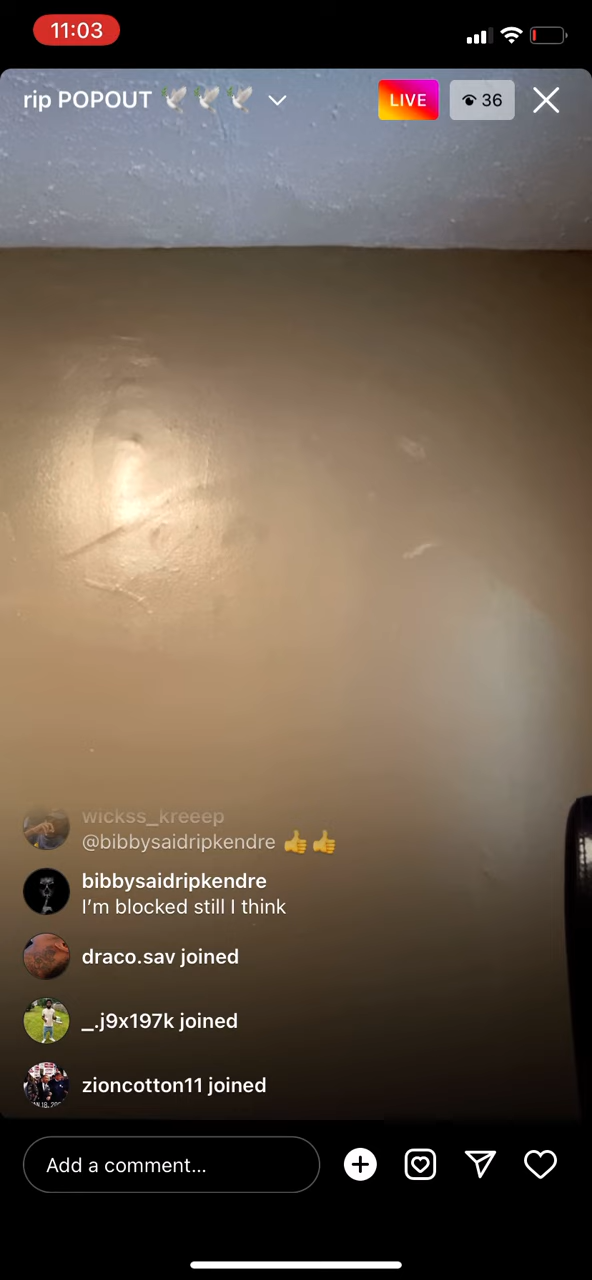 11:03
rip POPOUT 🕊️ 🕊️ 🕊️
LIVE
36
wickss_kreeep
@bibbysaidripkendre 👍👍
bibbysaidripkendre
I'm blocked still I think
draco.sav joined
_.j9x197k joined
zioncotton11 joined
Add a comment...